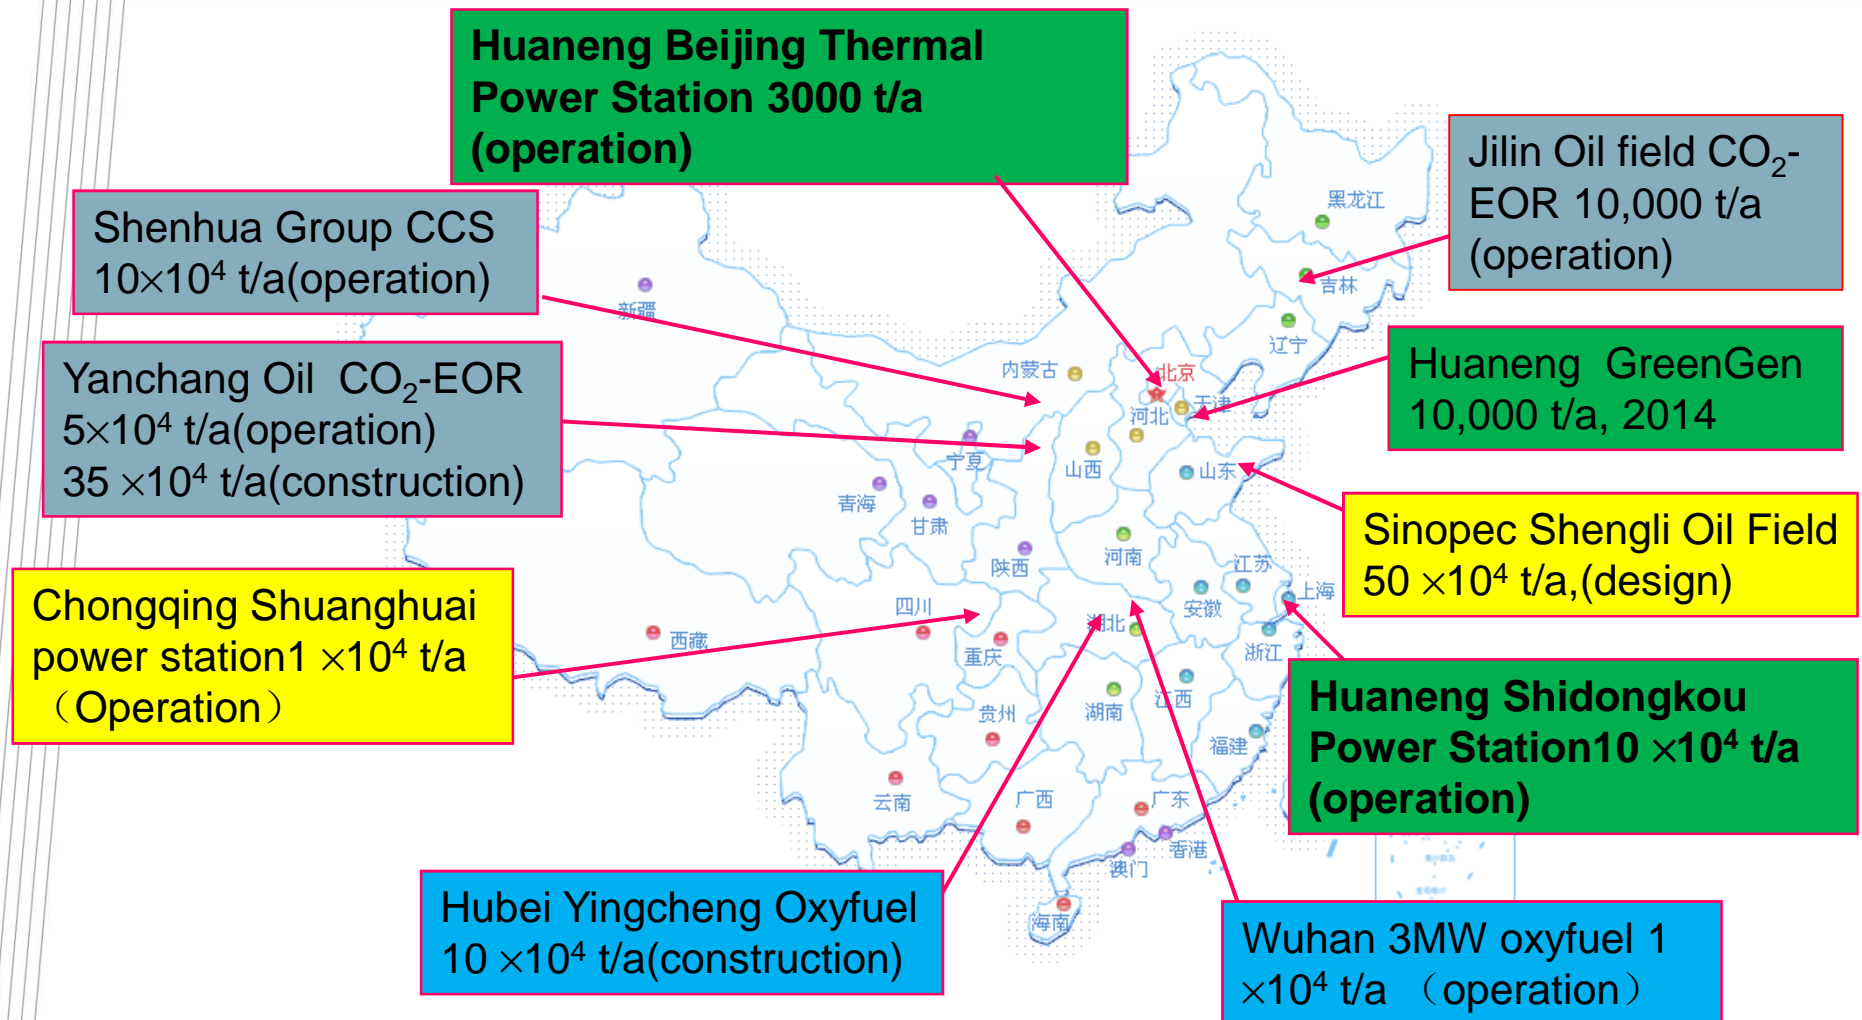 Huaneng Beijing Thermal
Power Station 3000 t/a
(operation)
Jilin Oil field CO₂-
EOR 10,000 t/a
(operation)
Shenhua Group CCS
10×10⁴ t/a(operation)
Yanchang Oil CO₂-EOR
5×10⁴ t/a(operation)
35 ×10⁴ t/a(construction)
Huaneng GreenGen
10,000 t/a, 2014
Sinopec Shengli Oil Field
50 ×10⁴ t/a,(design)
Chongqing Shuanghuai
power station1 ×10⁴ t/a
（Operation）
Huaneng Shidongkou
Power Station10 ×10⁴ t/a
(operation)
Hubei Yingcheng Oxyfuel
10 ×10⁴ t/a(construction)
Wuhan 3MW oxyfuel 1
×10⁴ t/a （operation）
黑龙江
吉林
辽宁
新疆
内蒙古
北京
天津
河北
山西
山东
宁夏
青海
甘肃
陕西
河南
江苏
上海
安徽
四川
湖北
西藏
重庆
浙江
贵州
湖南
江西
福建
云南
广西
广东
香港
澳门
海南